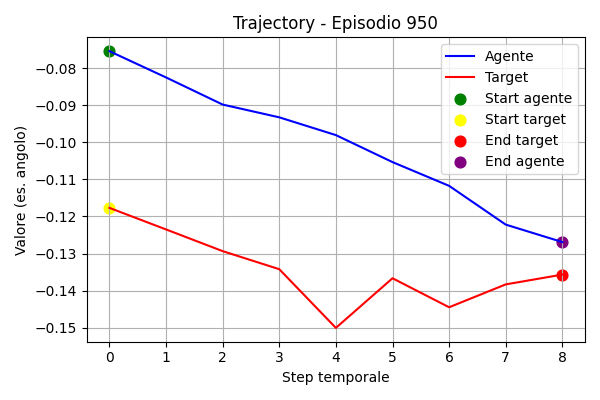 Trajectory - Episodio 950
Agente
Target
Start agente
Start target
End target
End agente
Valore (es. angolo)
−0.08
−0.09
−0.10
−0.11
−0.12
−0.13
−0.14
−0.15
0 1 2 3 4 5 6 7 8
Step temporale